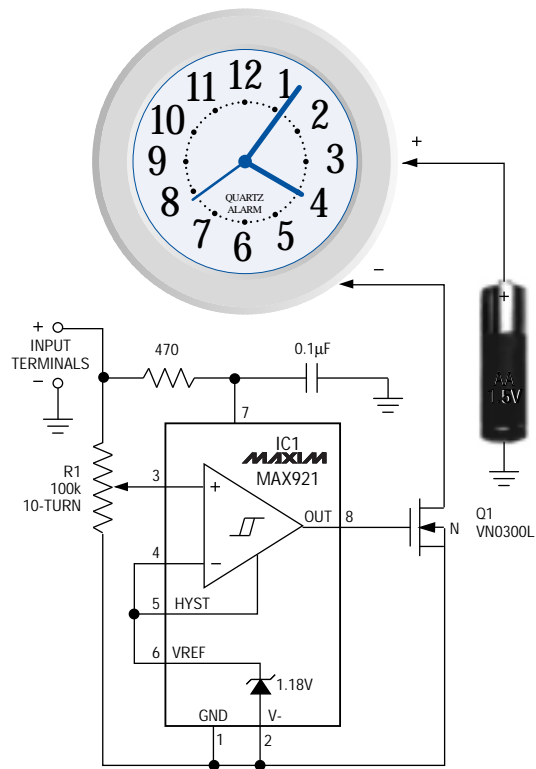 12
1
2
3
4
5
6
7
8
9
10
11
QUARTZ
ALARM
+
−
+
AA
1.5V
+
INPUT
TERMINALS
−
470
0.1µF
7
IC1
MAXIM
MAX921
R1
100k
10-TURN
3
+
OUT
8
N
Q1
VN0300L
4
−
5
HYST
6
VREF
1.18V
GND
V-
1
2